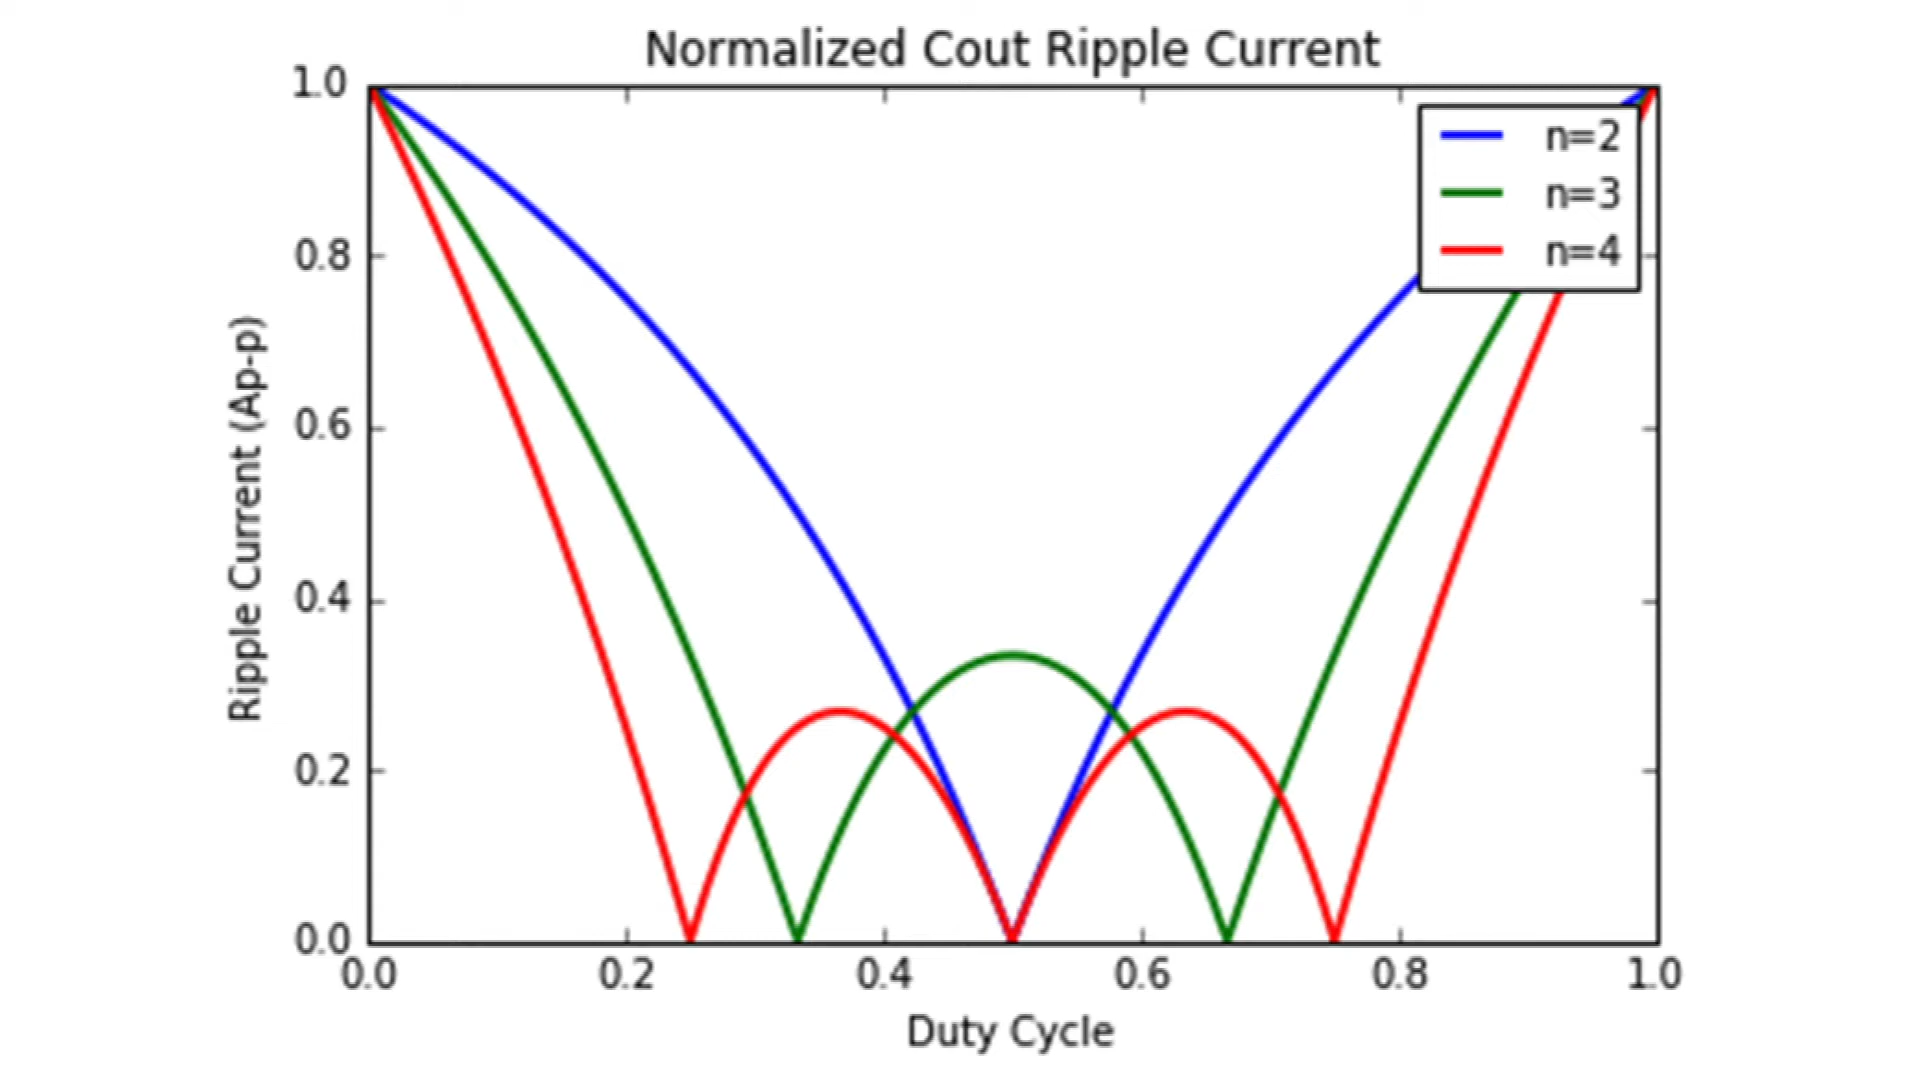 Normalized Cout Ripple Current
1.0
0.8
0.6
0.4
0.2
0.0
Ripple Current (Ap-p)
n=2
n=3
n=4
0.0 0.2 0.4 0.6 0.8 1.0
Duty Cycle